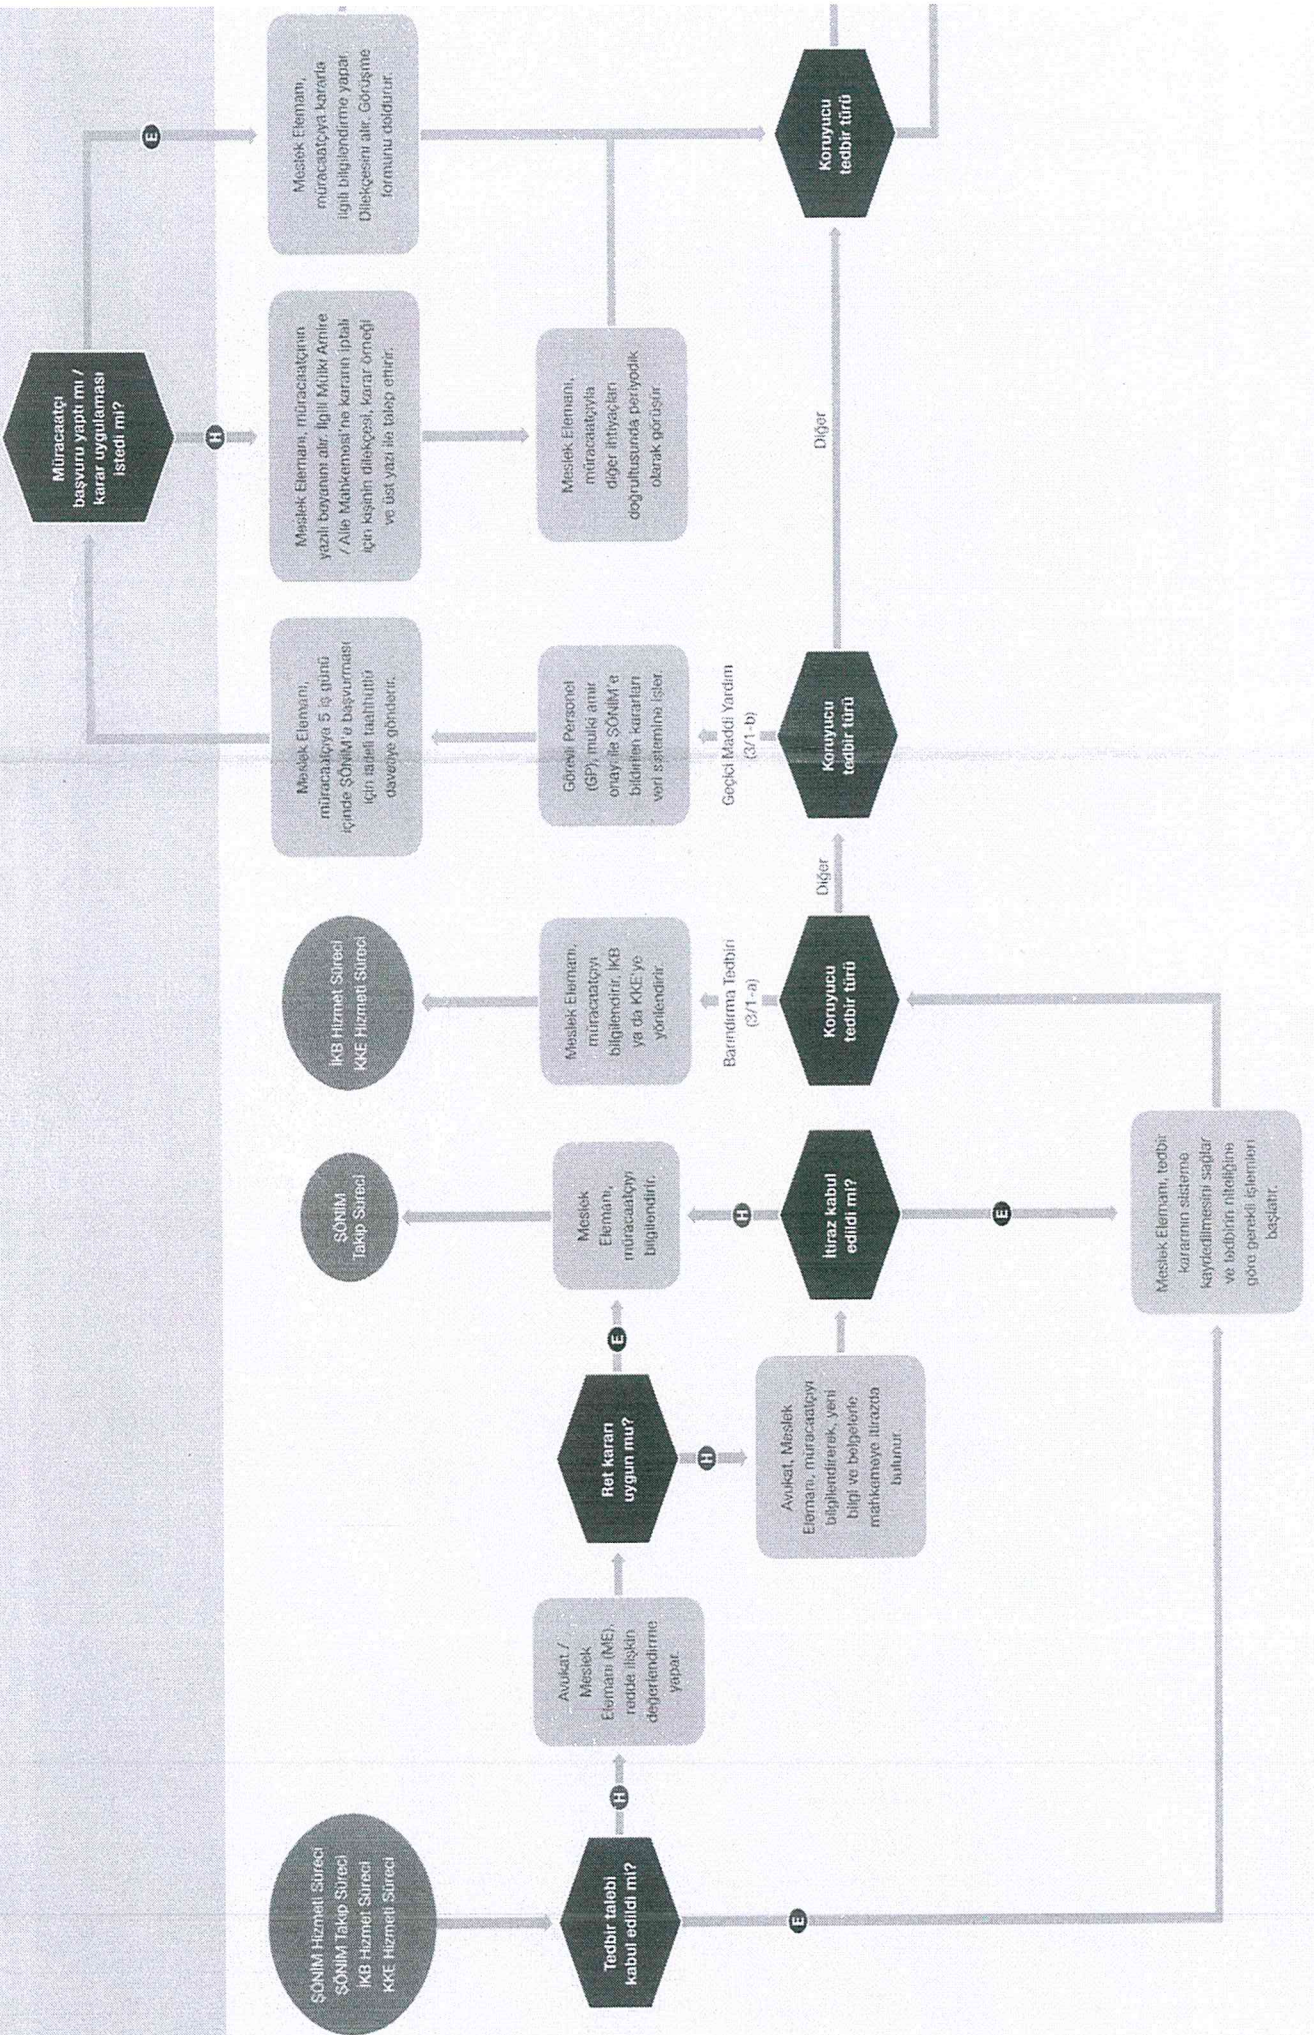 ŞÖNİM Hizmeti Süreci
ŞÖNİM Takip Süreci
İKB Hizmet Süreci
KKE Hizmeti Süreci
Tedbir talebi
kabul edildi mi?
H
E
Avukat /
Meslek
Elemanı (ME),
redde ilişkin
değerlendirme
yapar.
Ret kararı
uygun mu?
E
H
Avukat, Meslek
Elemanı, müracaatçıyı
bilgilendirerek, yeni
bilgi ve belgelerle
mahkemeye itirazda
bulunur.
ŞÖNİM
Takip Süreci
Meslek
Elemanı,
müracaatçıyı
bilgilendirir.
H
İtiraz kabul
edildi mi?
E
Meslek Elemanı, tedbir
kararının sisteme
kaydedilmesini sağlar
ve tedbirin niteliğine
göre gerekli işlemleri
başlatır.
İKB Hizmet Süreci
KKE Hizmeti Süreci
Meslek Elemanı,
müracaatçıyı
bilgilendirir, İKB
ya da KKE'ye
yönlendirir.
Barındırma Tedbiri
(3/1-a)
Koruyucu
tedbir türü
Diğer
Meslek Elemanı,
müracaatçıya 5 iş günü
içinde ŞÖNİM'e başvurması
için iadeli taahhütlü
davetiye gönderir.
Görevli Personel
(GP), mülki amir
onayı ile ŞÖNİM'e
bildirilen kararları
veri sistemine işler.
Geçici Maddi Yardım
(3/1-b)
Koruyucu
tedbir türü
Diğer
Müracaatçı
başvuru yaptı mı /
karar uygulaması
istedi mi?
H
E
Meslek Elemanı, müracaatçının
yazılı beyanını alır. İlgili Mülki Amire
/ Aile Mahkemesi'ne kararın iptali
için kişinin dilekçesi, karar örneği
ve üst yazı ile talep ettirir.
Meslek Elemanı,
müracaatçıyla
diğer ihtiyaçları
doğrultusunda periyodik
olarak görüşür.
Meslek Elemanı,
müracaatçıya kararla
ilgili bilgilendirme yapar.
Dilekçesini alır. Görüşme
formunu doldurur.
Koruyucu
tedbir türü